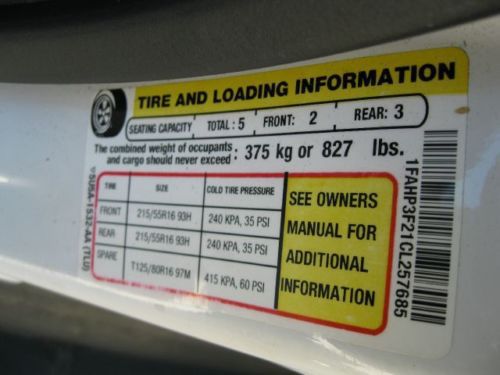 TIRE AND LOADING INFORMATION
SEATING CAPACITY TOTAL: 5 FRONT: 2 REAR: 3
The combined weight of occupants
and cargo should never exceed: 375 kg or 827 lbs.
TIRE SIZE COLD TIRE PRESSURE
FRONT 215/55R16 93H 240 KPA, 35 PSI
REAR 215/55R16 93H 240 KPA, 35 PSI
SPARE T125/80R16 97M 415 KPA, 60 PSI
SEE OWNERS
MANUAL FOR
ADDITIONAL
INFORMATION
1FAHP3F21CL257685